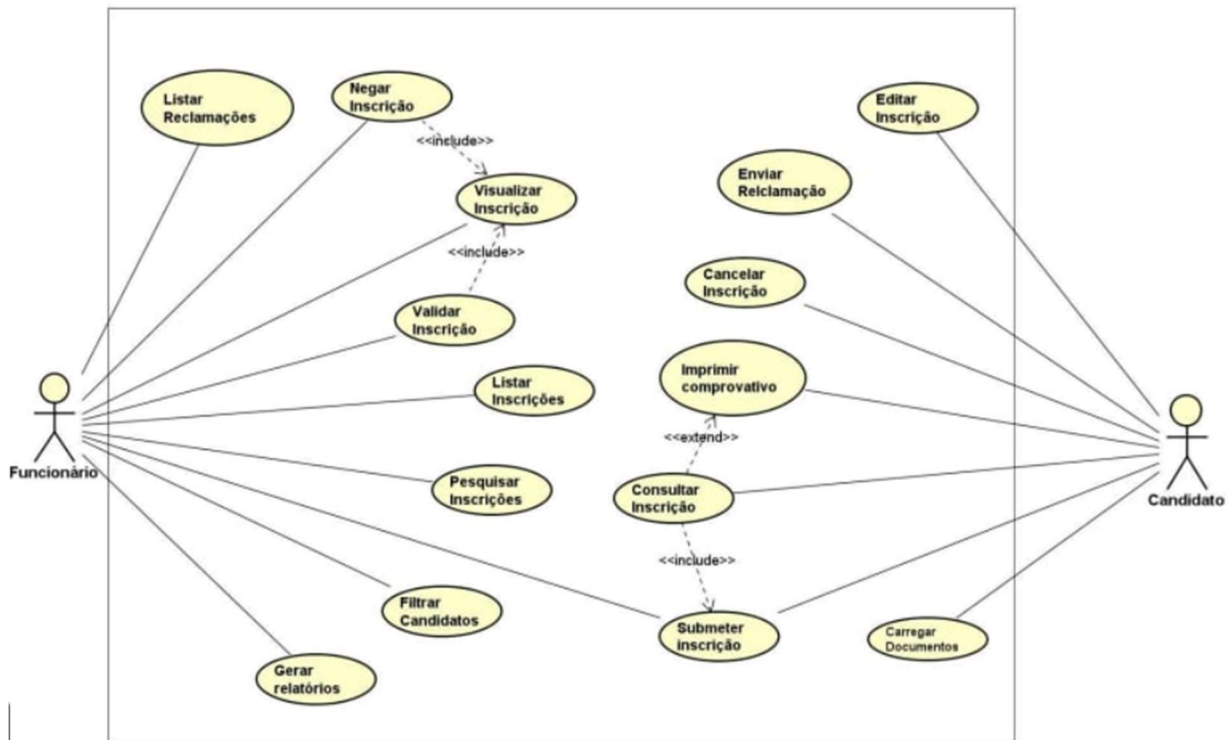 Listar
Reclamações
Negar
Inscrição
<<include>>
Visualizar
Inscrição
<<include>>
Validar
Inscrição
Listar
Inscrições
Pesquisar
Inscrições
Filtrar
Candidatos
Gerar
relatórios
Funcionário
Editar
Inscrição
Enviar
Relclamação
Cancelar
Inscrição
Imprimir
comprovativo
<<extend>>
Consultar
Inscrição
<<include>>
Submeter
inscrição
Carregar
Documentos
Candidato